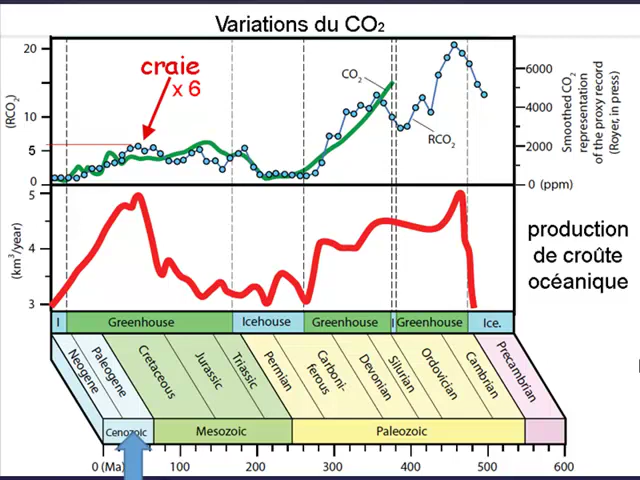 Variations du CO2
20
15
10
5
0
(RCO2)
craie
x 6
CO2
RCO2
6000
4000
2000
0 (ppm)
Smoothed CO2
representation
of the proxy record
(Royer, in press)
5
4
3
(km3/year)
production
de croûte
océanique
I
Greenhouse
Icehouse
Greenhouse
I
Greenhouse
Ice.
Neogene
Paleogene
Cretaceous
Jurassic
Triassic
Permian
Carboni-
ferous
Devonian
Silurian
Ordovician
Cambrian
Precambrian
Cenozoic
Mesozoic
Paleozoic
0 (Ma)
100
200
300
400
500
600